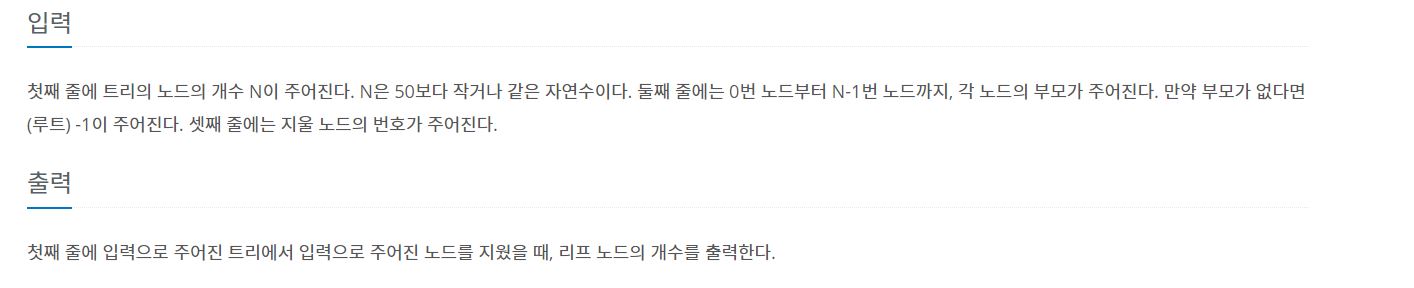 입력
첫째 줄에 트리의 노드의 개수 N이 주어진다. N은 50보다 작거나 같은 자연수이다. 둘째 줄에는 0번 노드부터 N-1번 노드까지, 각 노드의 부모가 주어진다. 만약 부모가 없다면
(루트) -1이 주어진다. 셋째 줄에는 지울 노드의 번호가 주어진다.
출력
첫째 줄에 입력으로 주어진 트리에서 입력으로 주어진 노드를 지웠을 때, 리프 노드의 개수를 출력한다.